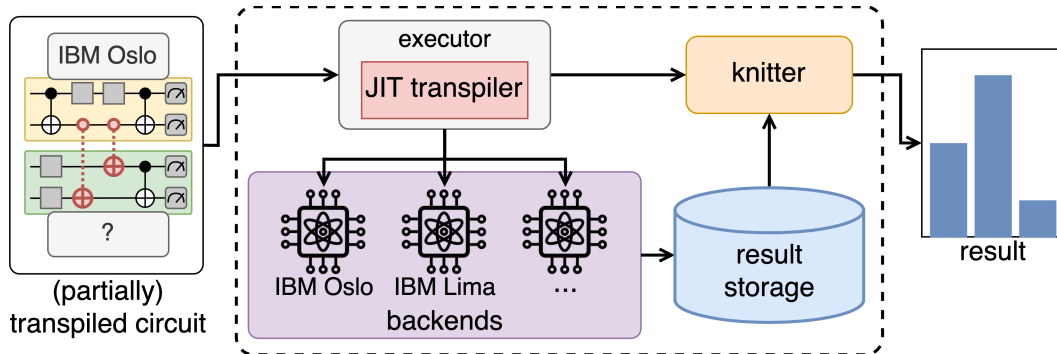 IBM Oslo
?
(partially)
transpiled circuit
executor
JIT transpiler
IBM Oslo
IBM Lima
...
backends
knitter
result
storage
result